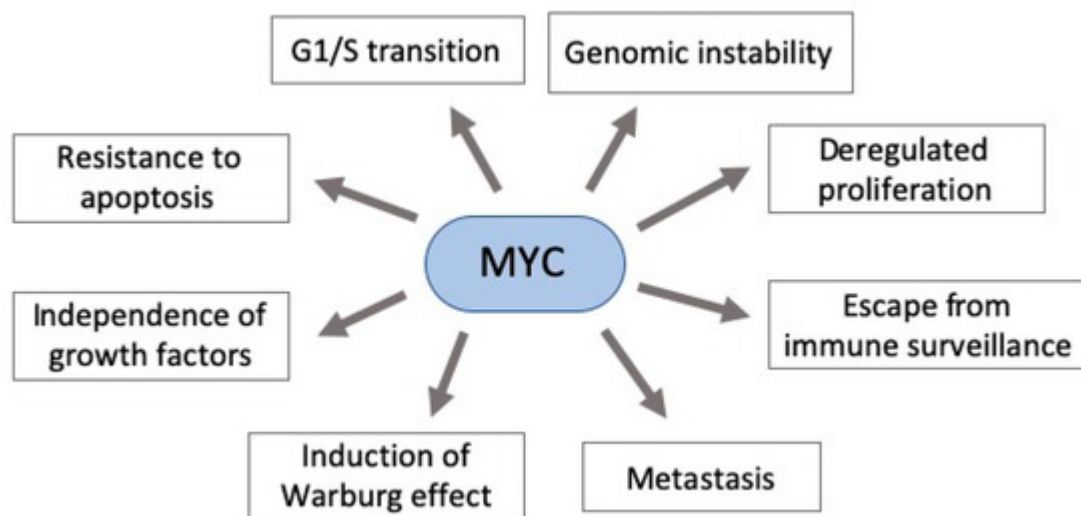 G1/S transition
Genomic instability
Resistance to
apoptosis
Deregulated
proliferation
MYC
Independence of
growth factors
Escape from
immune surveillance
Induction of
Warburg effect
Metastasis